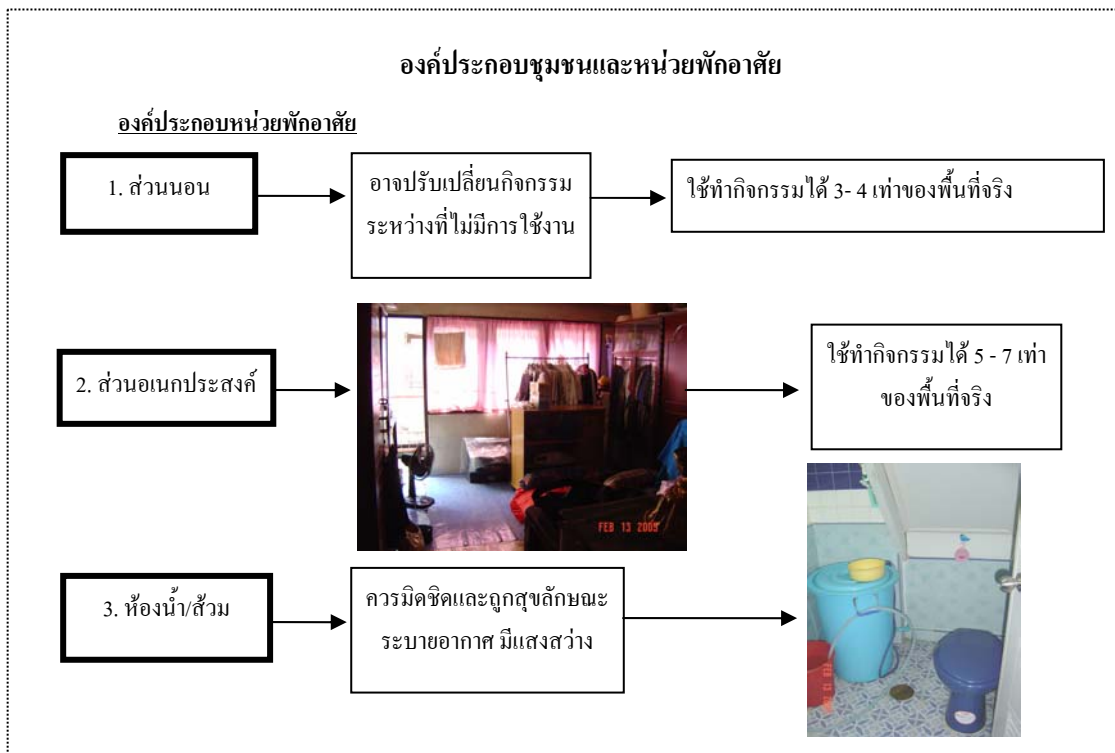 องค์ประกอบชุมชนและหน่วยพักอาศัย
องค์ประกอบหน่วยพักอาศัย
1. ส่วนนอน
อาจปรับเปลี่ยนกิจกรรม
ระหว่างที่ไม่มีการใช้งาน
ใช้ทำกิจกรรมได้ 3- 4 เท่าของพื้นที่จริง
2. ส่วนอเนกประสงค์
FEB 13 2005
ใช้ทำกิจกรรมได้ 5 - 7 เท่า
ของพื้นที่จริง
3. ห้องน้ำ/ส้วม
ควรมิดชิดและถูกสุขลักษณะ
ระบายอากาศ มีแสงสว่าง
FEB 13